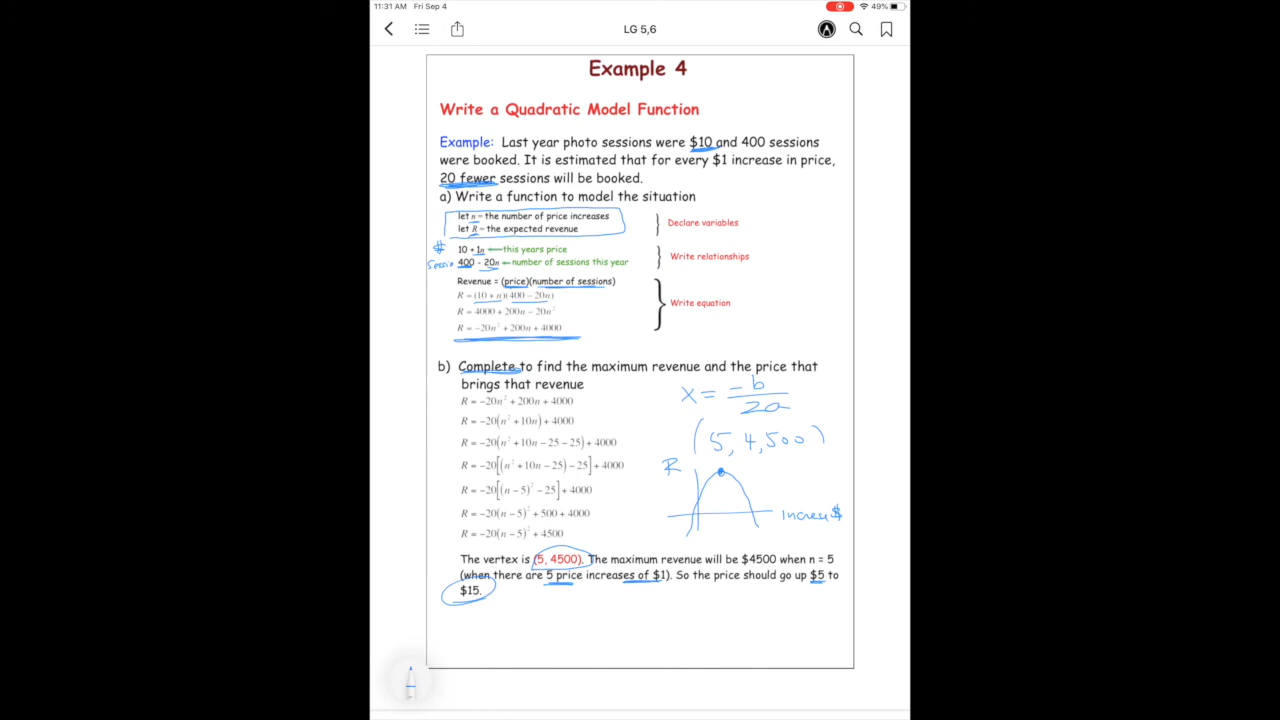 11:31 AM Fri Sep 4
49%
LG 5,6
Example 4
Write a Quadratic Model Function
Example: Last year photo sessions were $10 and 400 sessions
were booked. It is estimated that for every $1 increase in price,
20 fewer sessions will be booked.
a) Write a function to model the situation
let n = the number of price increases
let R = the expected revenue
Declare variables
$ 10 + 1n this years price
Sessio 400 - 20n number of sessions this year
Write relationships
Revenue = (price)(number of sessions)
R = (10 + n)(400 – 20n)
R = 4000 + 200n – 20n²
R = –20n² + 200n + 4000
Write equation
b) Complete to find the maximum revenue and the price that
brings that revenue
R = –20n² + 200n + 4000
R = –20(n² + 10n) + 4000
R = –20(n² + 10n – 25 – 25) + 4000
R = –20[(n² + 10n – 25) – 25] + 4000
R = –20[(n – 5)² – 25] + 4000
R = –20(n – 5)² + 500 + 4000
R = –20(n – 5)² + 4500
x = -b/2a
(5, 4,500)
R
increase $
The vertex is (5, 4500). The maximum revenue will be $4500 when n = 5
(when there are 5 price increases of $1). So the price should go up $5 to
$15.